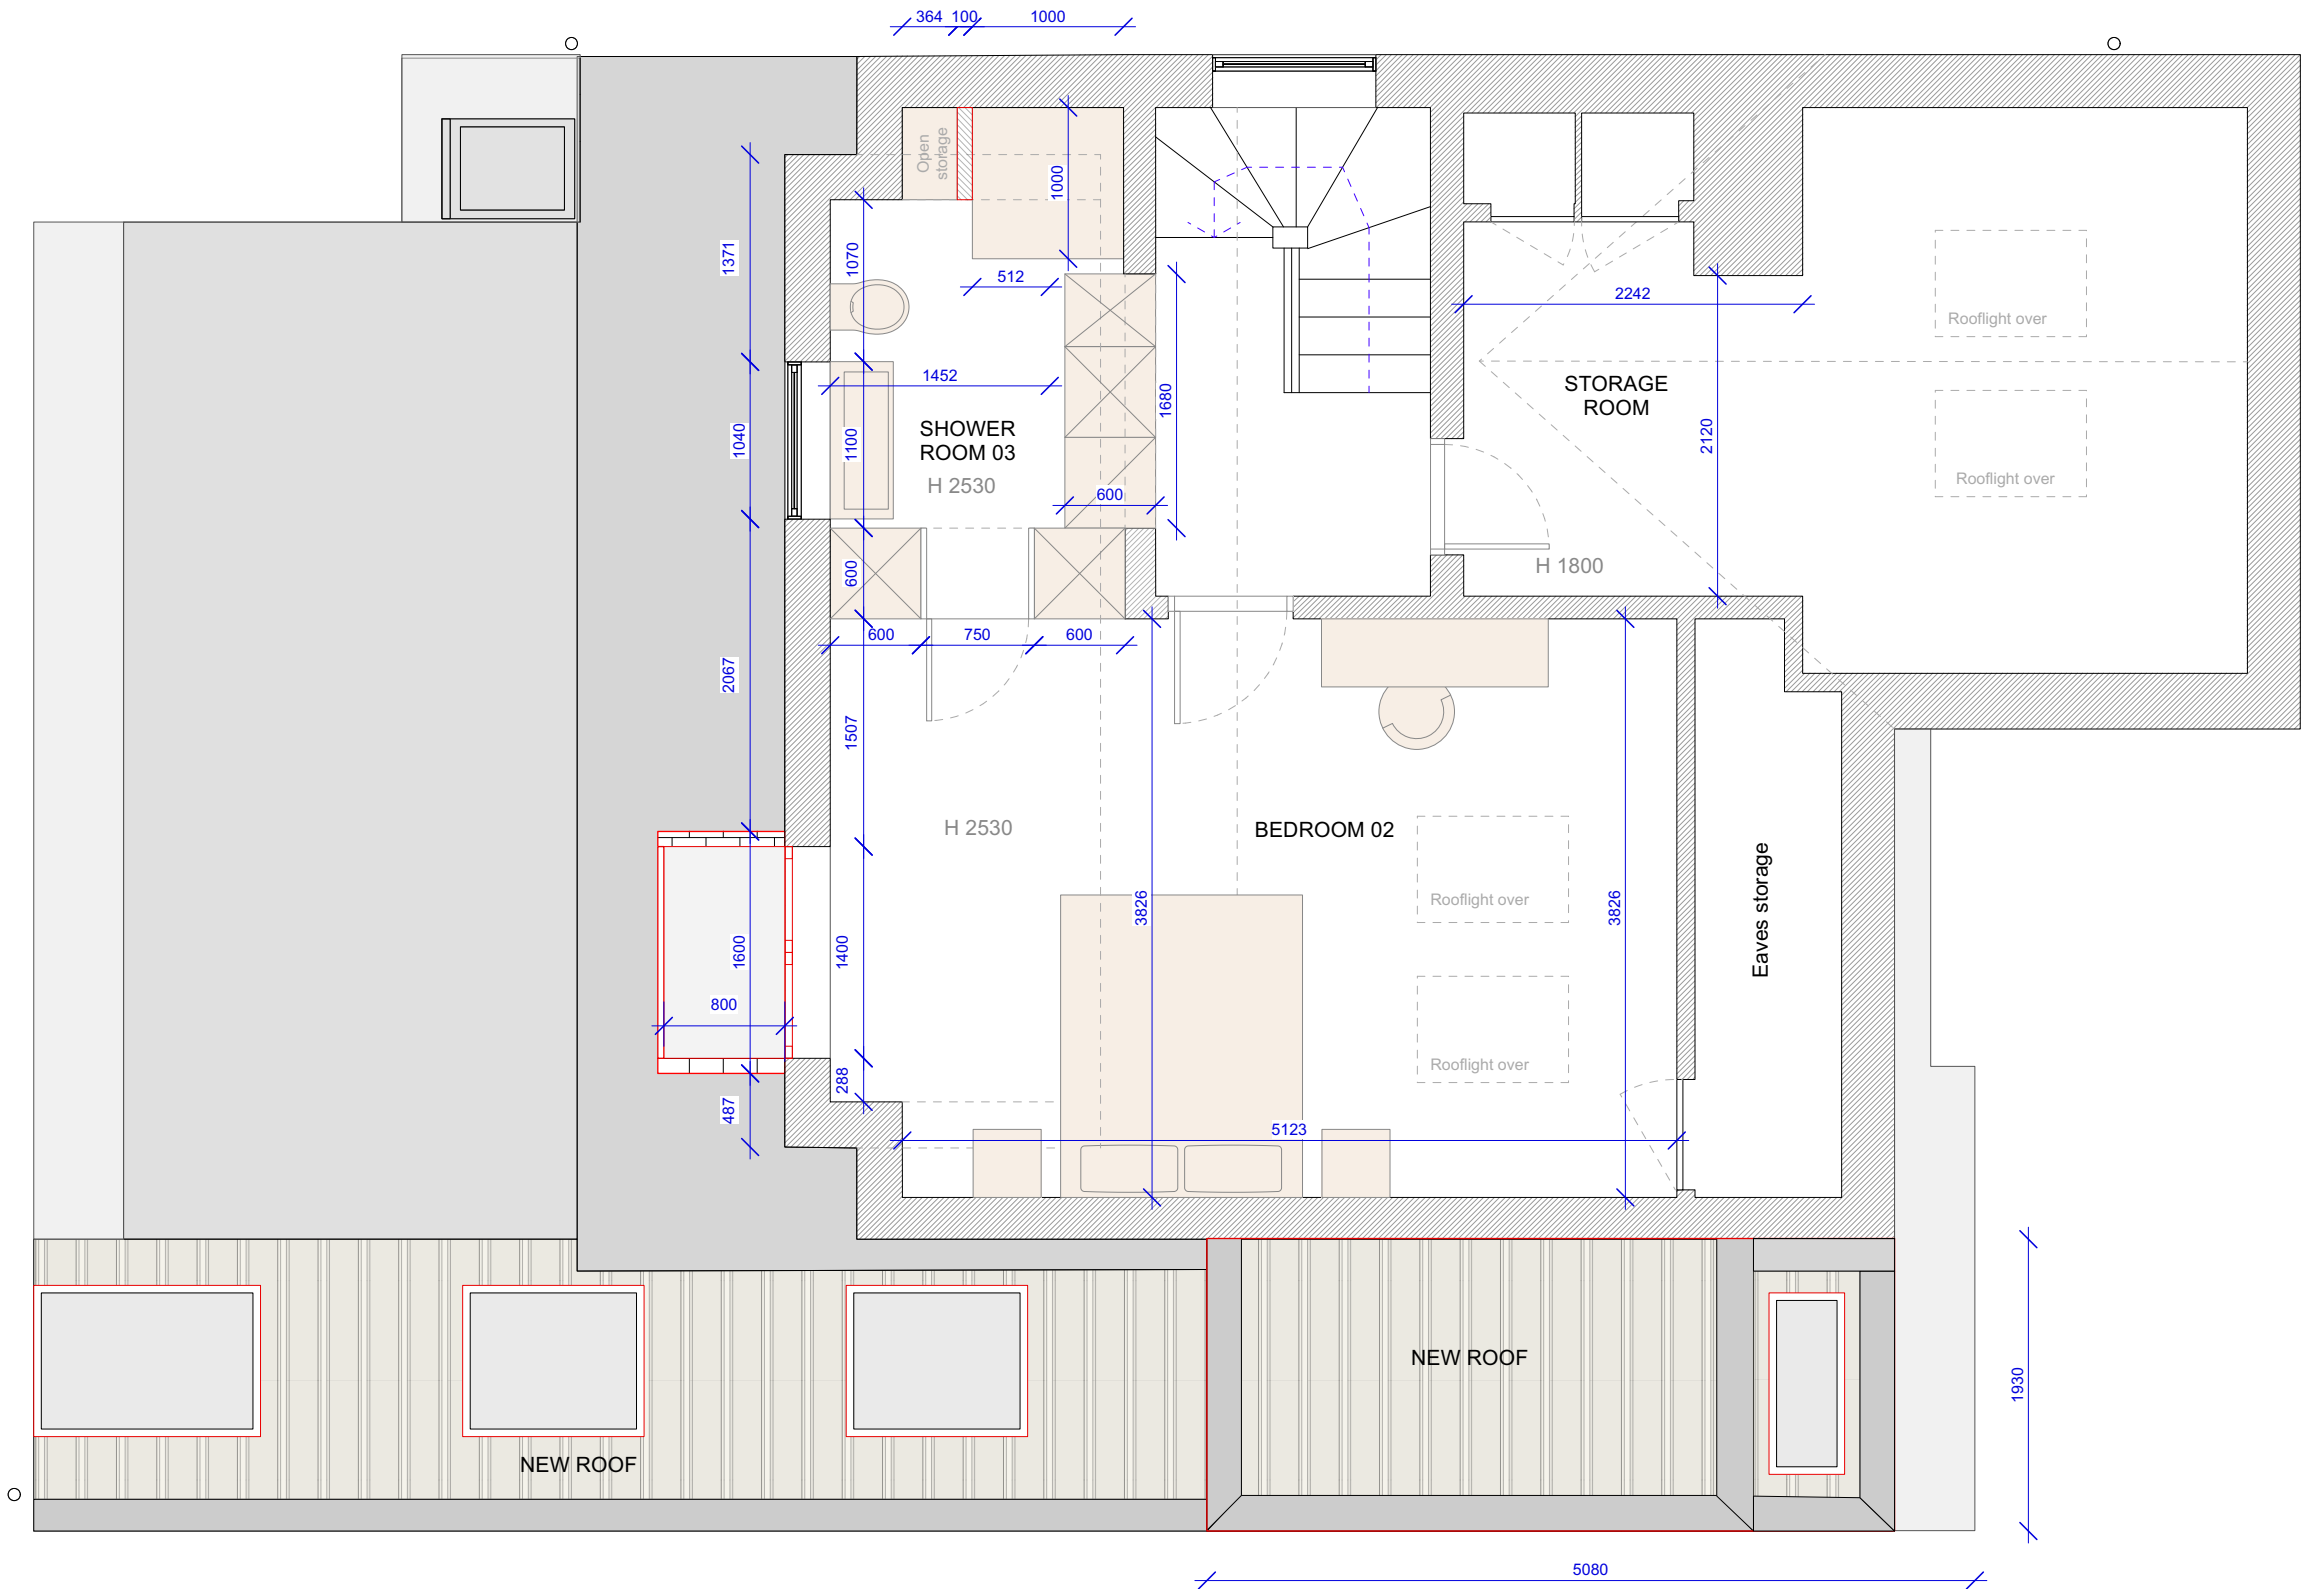 364 100 1000
Open
storage
1000
1371
1070
512
2242
Rooflight over
1452
STORAGE
ROOM
1680
SHOWER
ROOM 03
1040
1100
2120
H 2530
Rooflight over
600
H 1800
600
600 750 600
2067
1507
H 2530
BEDROOM 02
Rooflight over
Eaves storage
3826
3826
1600
1400
800
Rooflight over
288
487
5123
NEW ROOF
1930
NEW ROOF
5080